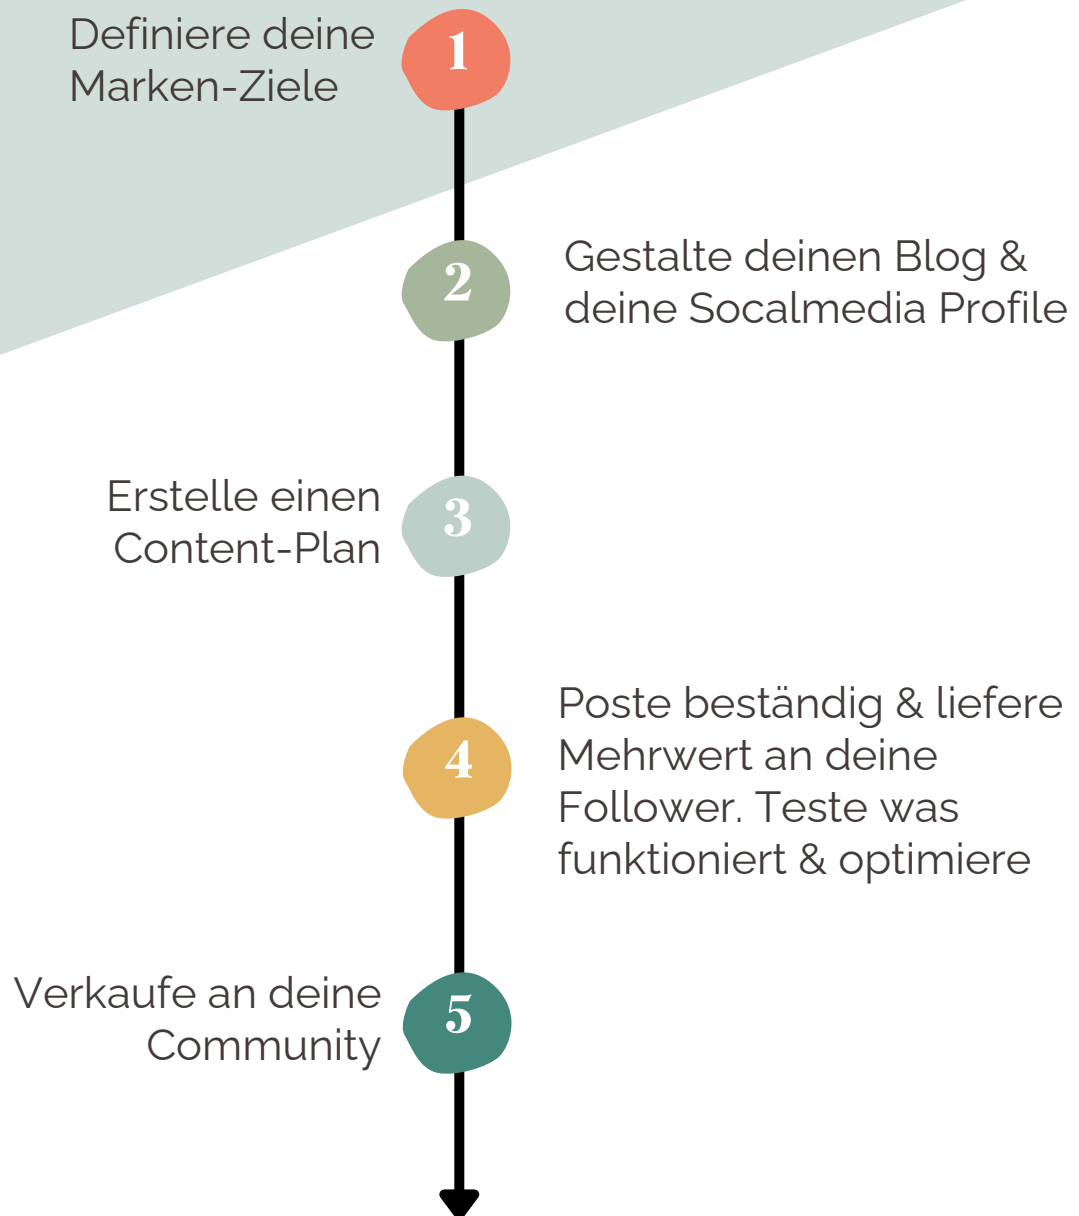 Definiere deine
Marken-Ziele
1
2
Gestalte deinen Blog &
deine Socalmedia Profile
Erstelle einen
Content-Plan
3
4
Poste beständig & liefere
Mehrwert an deine
Follower. Teste was
funktioniert & optimiere
Verkaufe an deine
Community
5